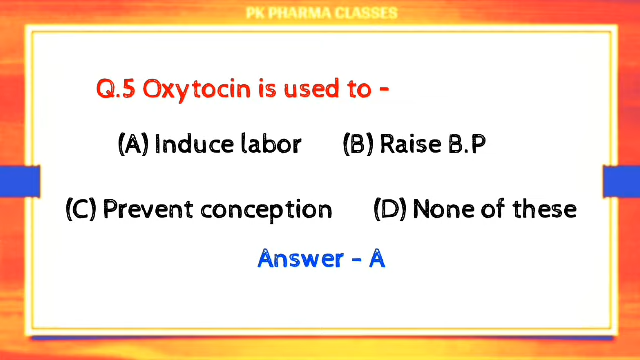 PK PHARMA CLASSES
Q.5 Oxytocin is used to -
(A) Induce labor (B) Raise B.P
(C) Prevent conception (D) None of these
Answer - A